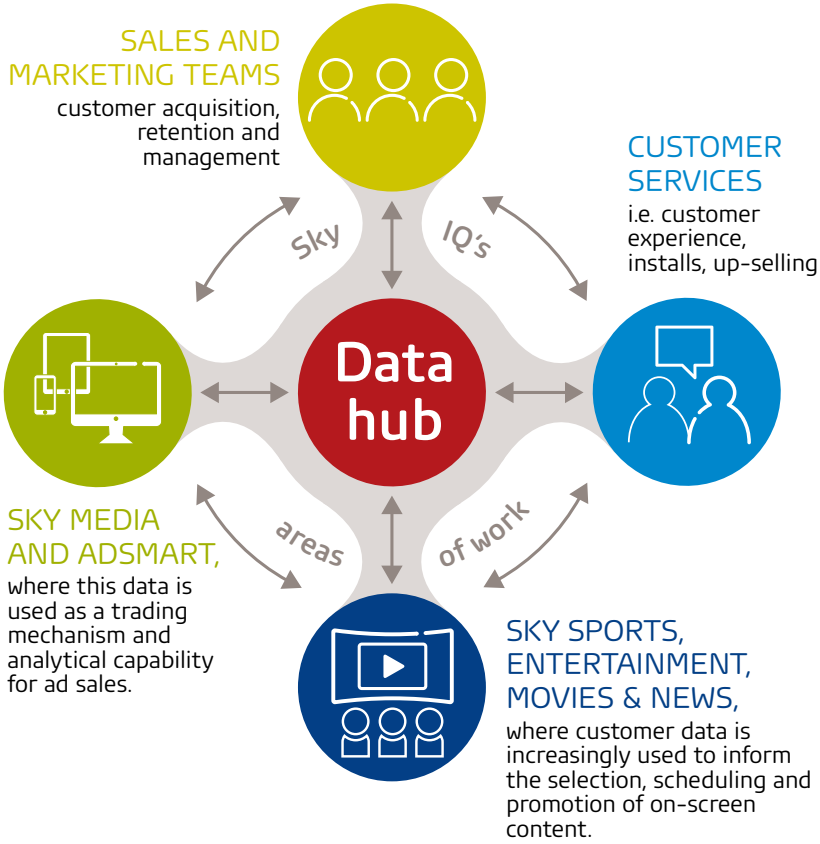 SALES AND
MARKETING TEAMS
customer acquisition,
retention and
management
CUSTOMER
SERVICES
i.e. customer
experience,
installs, up-selling
Sky
IQ's
Data
hub
areas
of work
SKY MEDIA
AND ADSMART,
where this data is
used as a trading
mechanism and
analytical capability
for ad sales.
SKY SPORTS,
ENTERTAINMENT,
MOVIES & NEWS,
where customer data is
increasingly used to inform
the selection, scheduling and
promotion of on-screen
content.